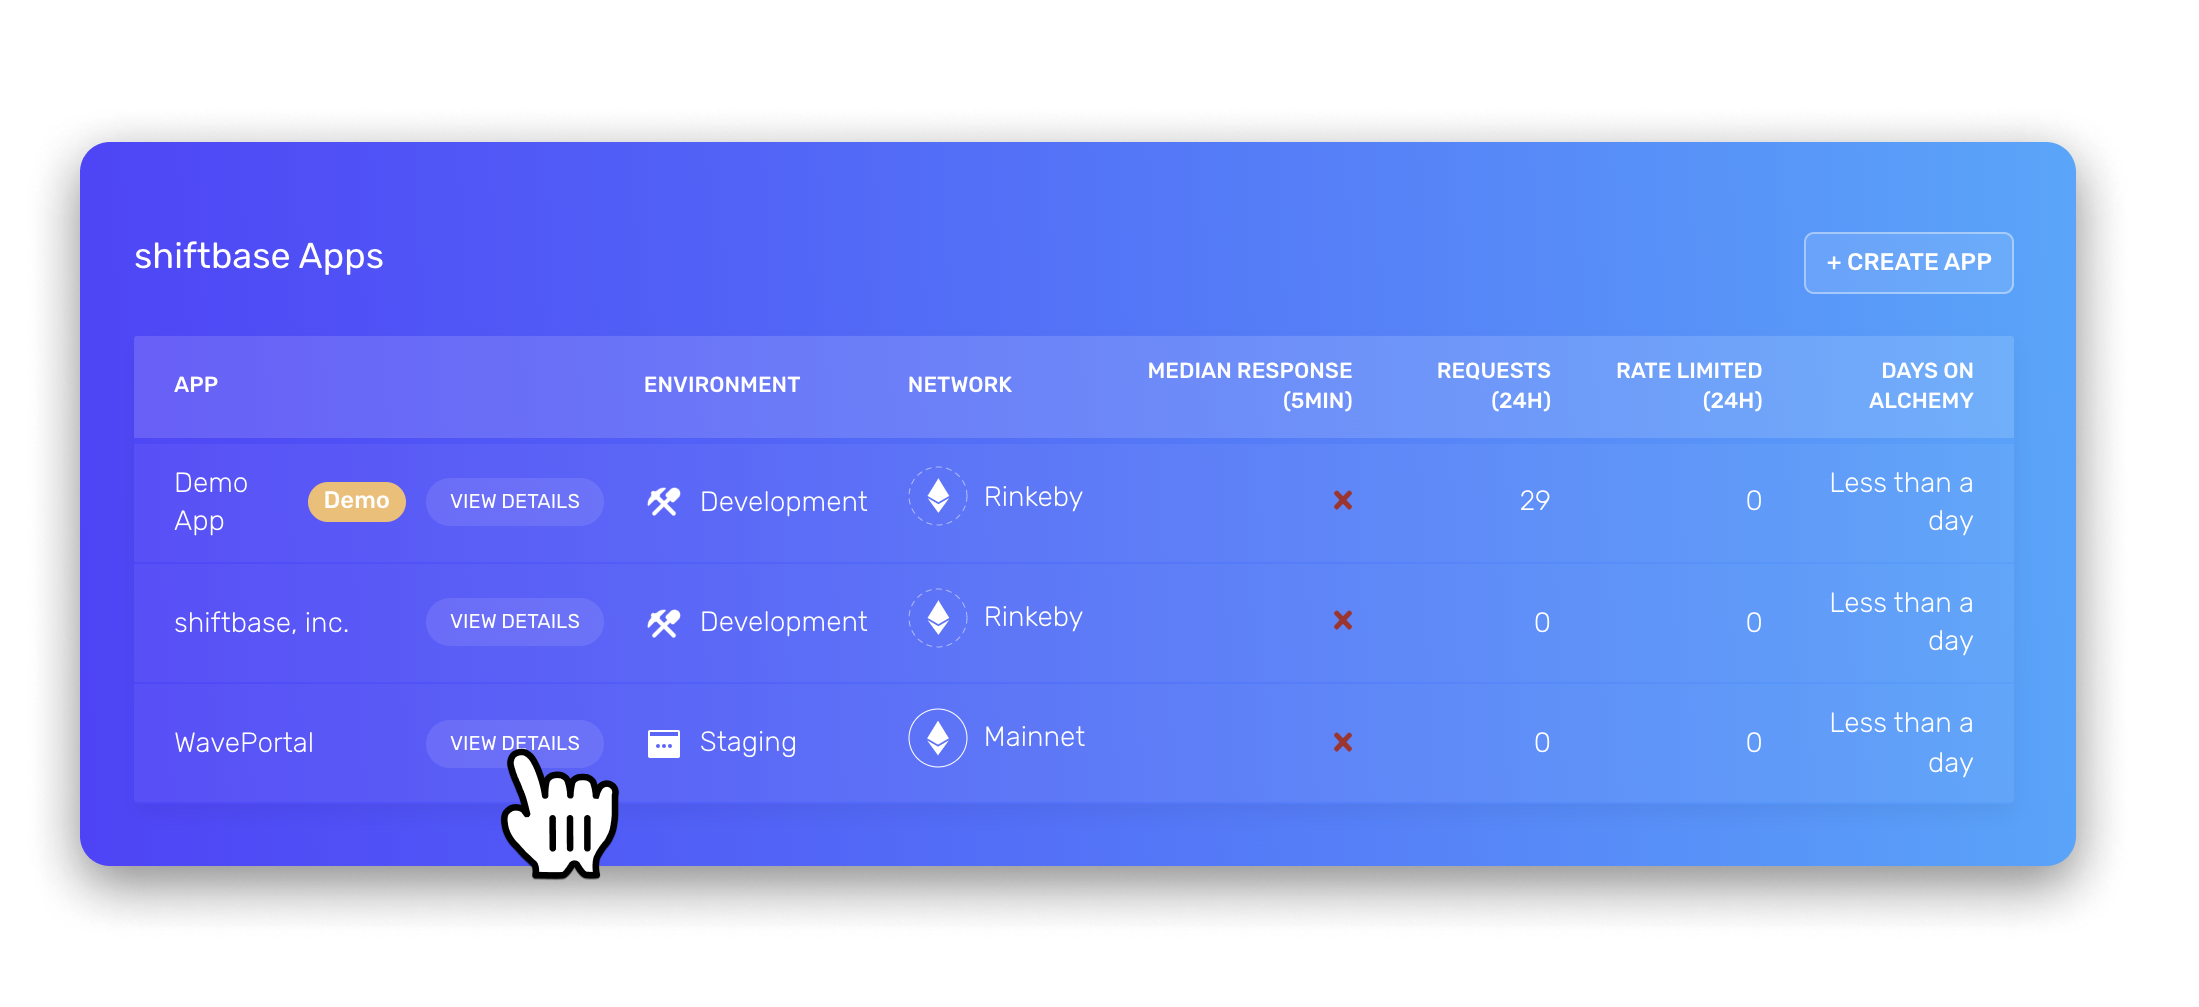 shiftbase Apps
+ CREATE APP
APP ENVIRONMENT NETWORK MEDIAN RESPONSE (5MIN) REQUESTS (24H) RATE LIMITED (24H) DAYS ON ALCHEMY
Demo App Demo VIEW DETAILS Development Rinkeby 29 0 Less than a day
shiftbase, inc. VIEW DETAILS Development Rinkeby 0 0 Less than a day
WavePortal VIEW DETAILS Staging Mainnet 0 0 Less than a day